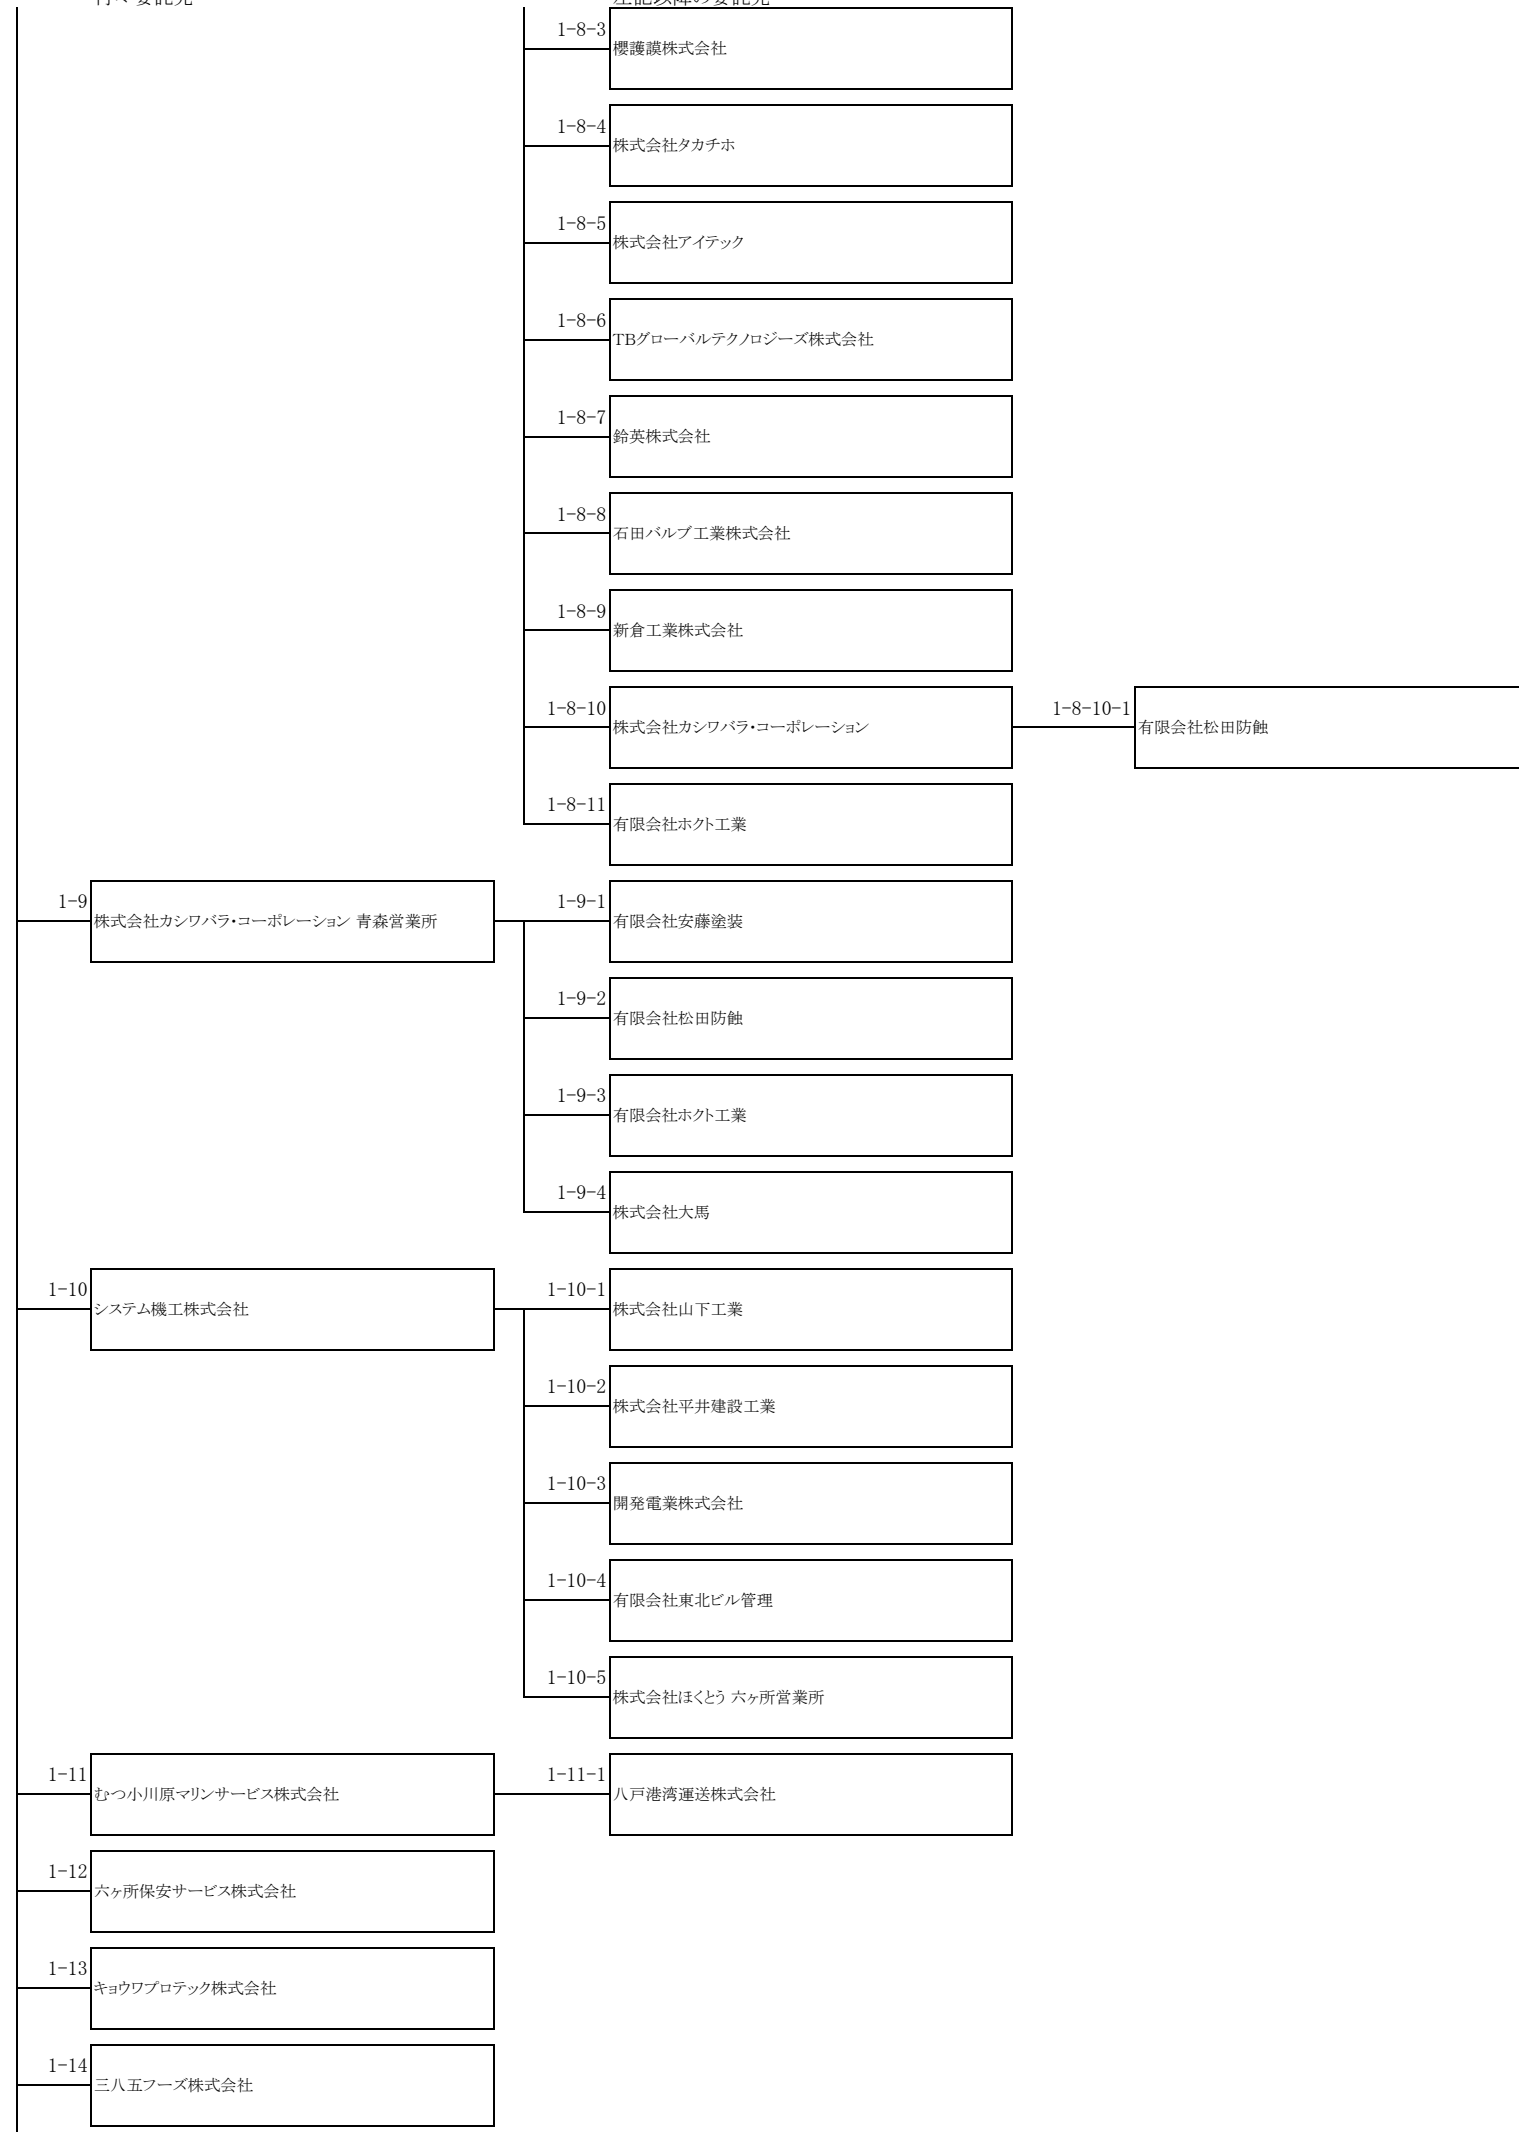 1-8-3
櫻護謨株式会社
1-8-4
株式会社タカチホ
1-8-5
株式会社アイテック
1-8-6
TBグローバルテクノロジーズ株式会社
1-8-7
鈴英株式会社
1-8-8
石田バルブ工業株式会社
1-8-9
新倉工業株式会社
1-8-10
株式会社カシワバラ・コーポレーション
1-8-10-1
有限会社松田防蝕
1-8-11
有限会社ホクト工業
1-9
株式会社カシワバラ・コーポレーション 青森営業所
1-9-1
有限会社安藤塗装
1-9-2
有限会社松田防蝕
1-9-3
有限会社ホクト工業
1-9-4
株式会社大馬
1-10
システム機工株式会社
1-10-1
株式会社山下工業
1-10-2
株式会社平井建設工業
1-10-3
開発電業株式会社
1-10-4
有限会社東北ビル管理
1-10-5
株式会社ほくとう 六ヶ所営業所
1-11
むつ小川原マリンサービス株式会社
1-11-1
八戸港湾運送株式会社
1-12
六ヶ所保安サービス株式会社
1-13
キョウワプロテック株式会社
1-14
三八五フーズ株式会社